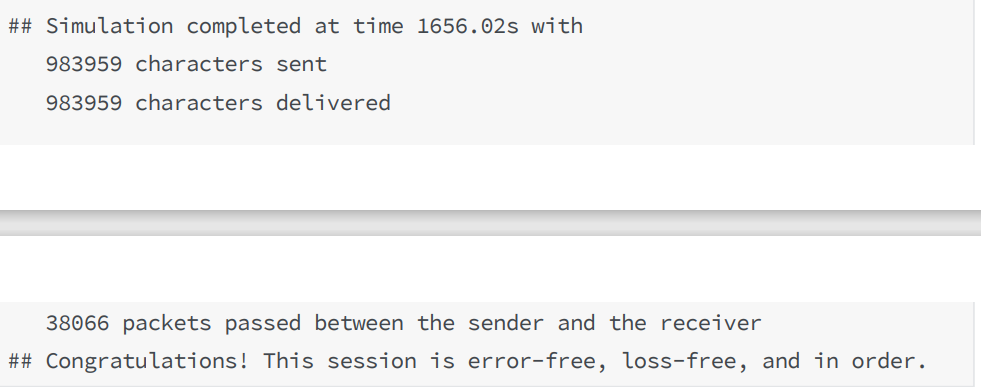 ## Simulation completed at time 1656.02s with
983959 characters sent
983959 characters delivered
38066 packets passed between the sender and the receiver
## Congratulations! This session is error-free, loss-free, and in order.